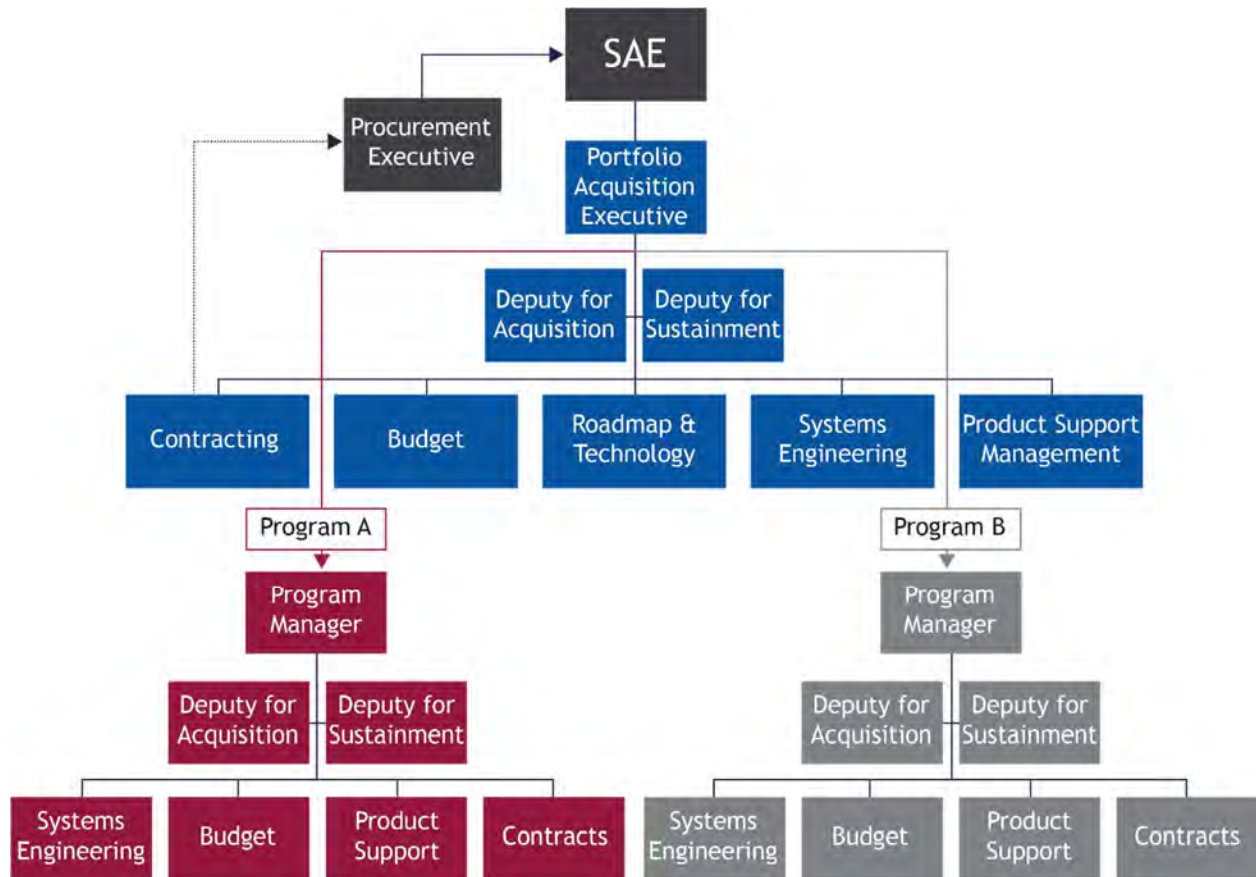 SAE
Procurement
Executive
Portfolio
Acquisition
Executive
Deputy for
Acquisition
Deputy for
Sustainment
Contracting
Budget
Roadmap &
Technology
Systems
Engineering
Product Support
Management
Program A
Program B
Program
Manager
Program
Manager
Deputy for
Acquisition
Deputy for
Sustainment
Deputy for
Acquisition
Deputy for
Sustainment
Systems
Engineering
Budget
Product
Support
Contracts
Systems
Engineering
Budget
Product
Support
Contracts